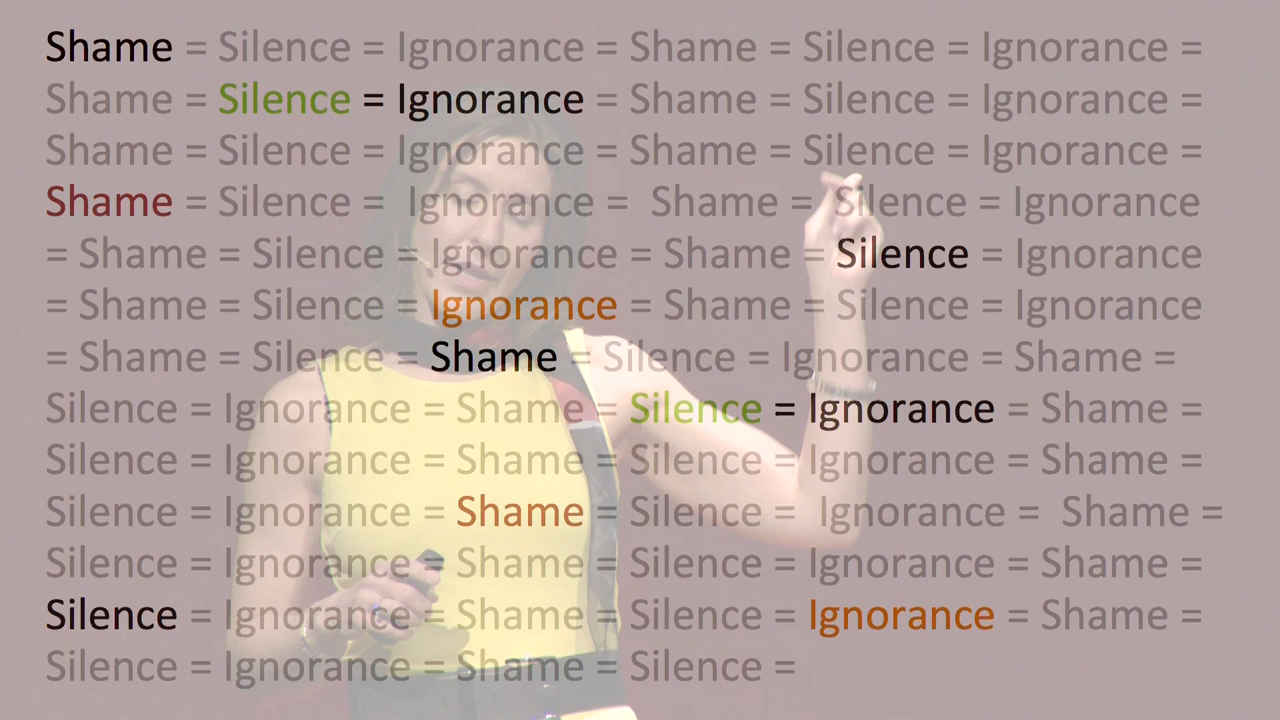 Shame = Silence = Ignorance = Shame = Silence = Ignorance =
Shame = Silence = Ignorance = Shame = Silence = Ignorance =
Shame = Silence = Ignorance = Shame = Silence = Ignorance =
Shame = Silence = Ignorance = Shame = Silence = Ignorance
= Shame = Silence = Ignorance = Shame = Silence = Ignorance
= Shame = Silence = Ignorance = Shame = Silence = Ignorance
= Shame = Silence = Shame = Silence = Ignorance = Shame =
Silence = Ignorance = Shame = Silence = Ignorance = Shame =
Silence = Ignorance = Shame = Silence = Ignorance = Shame =
Silence = Ignorance = Shame = Silence = Ignorance = Shame =
Silence = Ignorance = Shame = Silence = Ignorance = Shame =
Silence = Ignorance = Shame = Silence = Ignorance = Shame =
Silence = Ignorance = Shame = Silence =